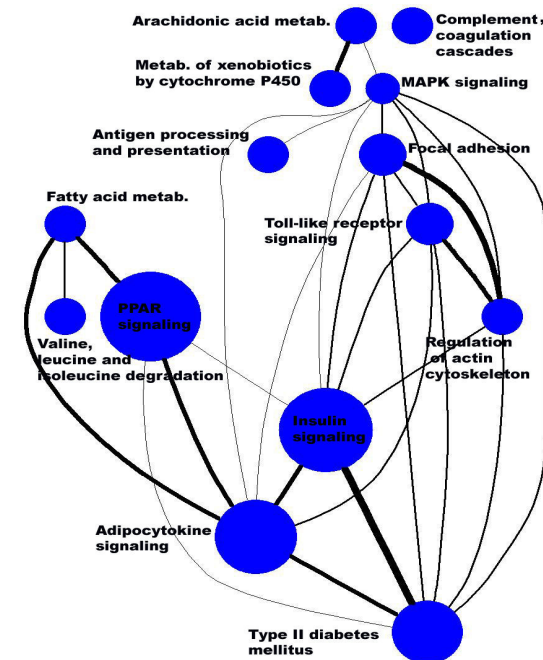 Arachidonic acid metab.
Complement,
coagulation
cascades
Metab. of xenobiotics
by cytochrome P450
MAPK signaling
Antigen processing
and presentation
Focal adhesion
Fatty acid metab.
Toll-like receptor
signaling
PPAR
signaling
Valine,
leucine and
isoleucine degradation
Regulation
of actin
cytoskeleton
Insulin
signaling
Adipocytokine
signaling
Type II diabetes
mellitus